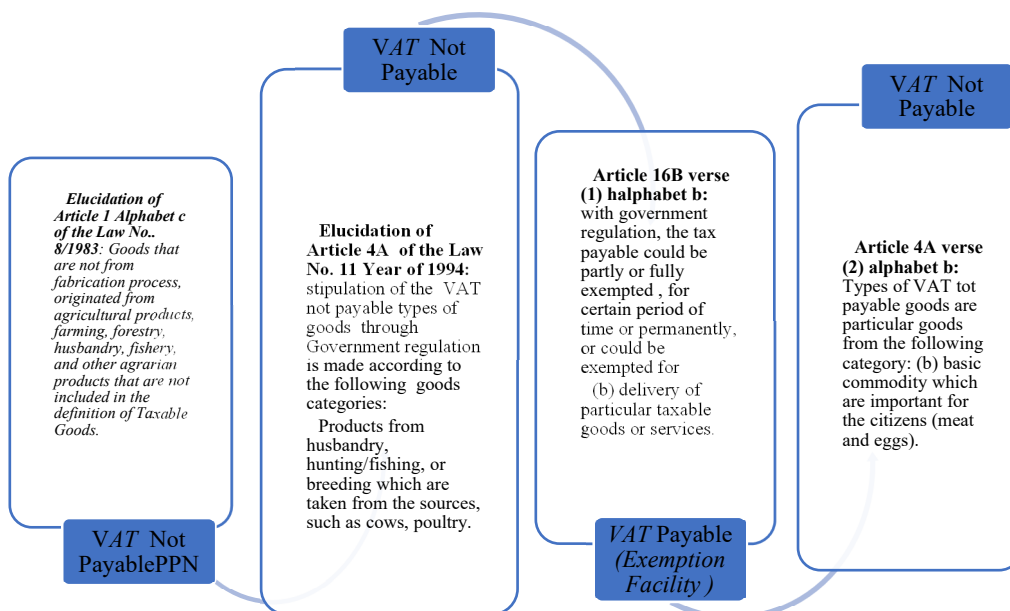 Elucidation of
Article 1 Alphabet c
of the Law No..
8/1983: Goods that
are not from
fabrication process,
originated from
agricultural products,
farming, forestry,
husbandry, fishery,
and other agrarian
products that are not
included in the
definition of Taxable
Goods.
VAT Not
PayablePPN
VAT Not
Payable
Elucidation of
Article 4A of the Law
No. 11 Year of 1994:
stipulation of the VAT
not payable types of
goods through
Government regulation
is made according to
the following goods
categories:
Products from
husbandry,
hunting/fishing, or
breeding which are
taken from the sources,
such as cows, poultry.
Article 16B verse
(1) halphabet b:
with government
regulation, the tax
payable could be
partly or fully
exempted , for
certain period of
time or permanently,
or could be
exempted for
(b) delivery of
particular taxable
goods or services.
VAT Payable
(Exemption
Facility )
VAT Not
Payable
Article 4A verse
(2) alphabet b:
Types of VAT tot
payable goods are
particular goods
from the following
category: (b) basic
commodity which
are important for
the citizens (meat
and eggs).